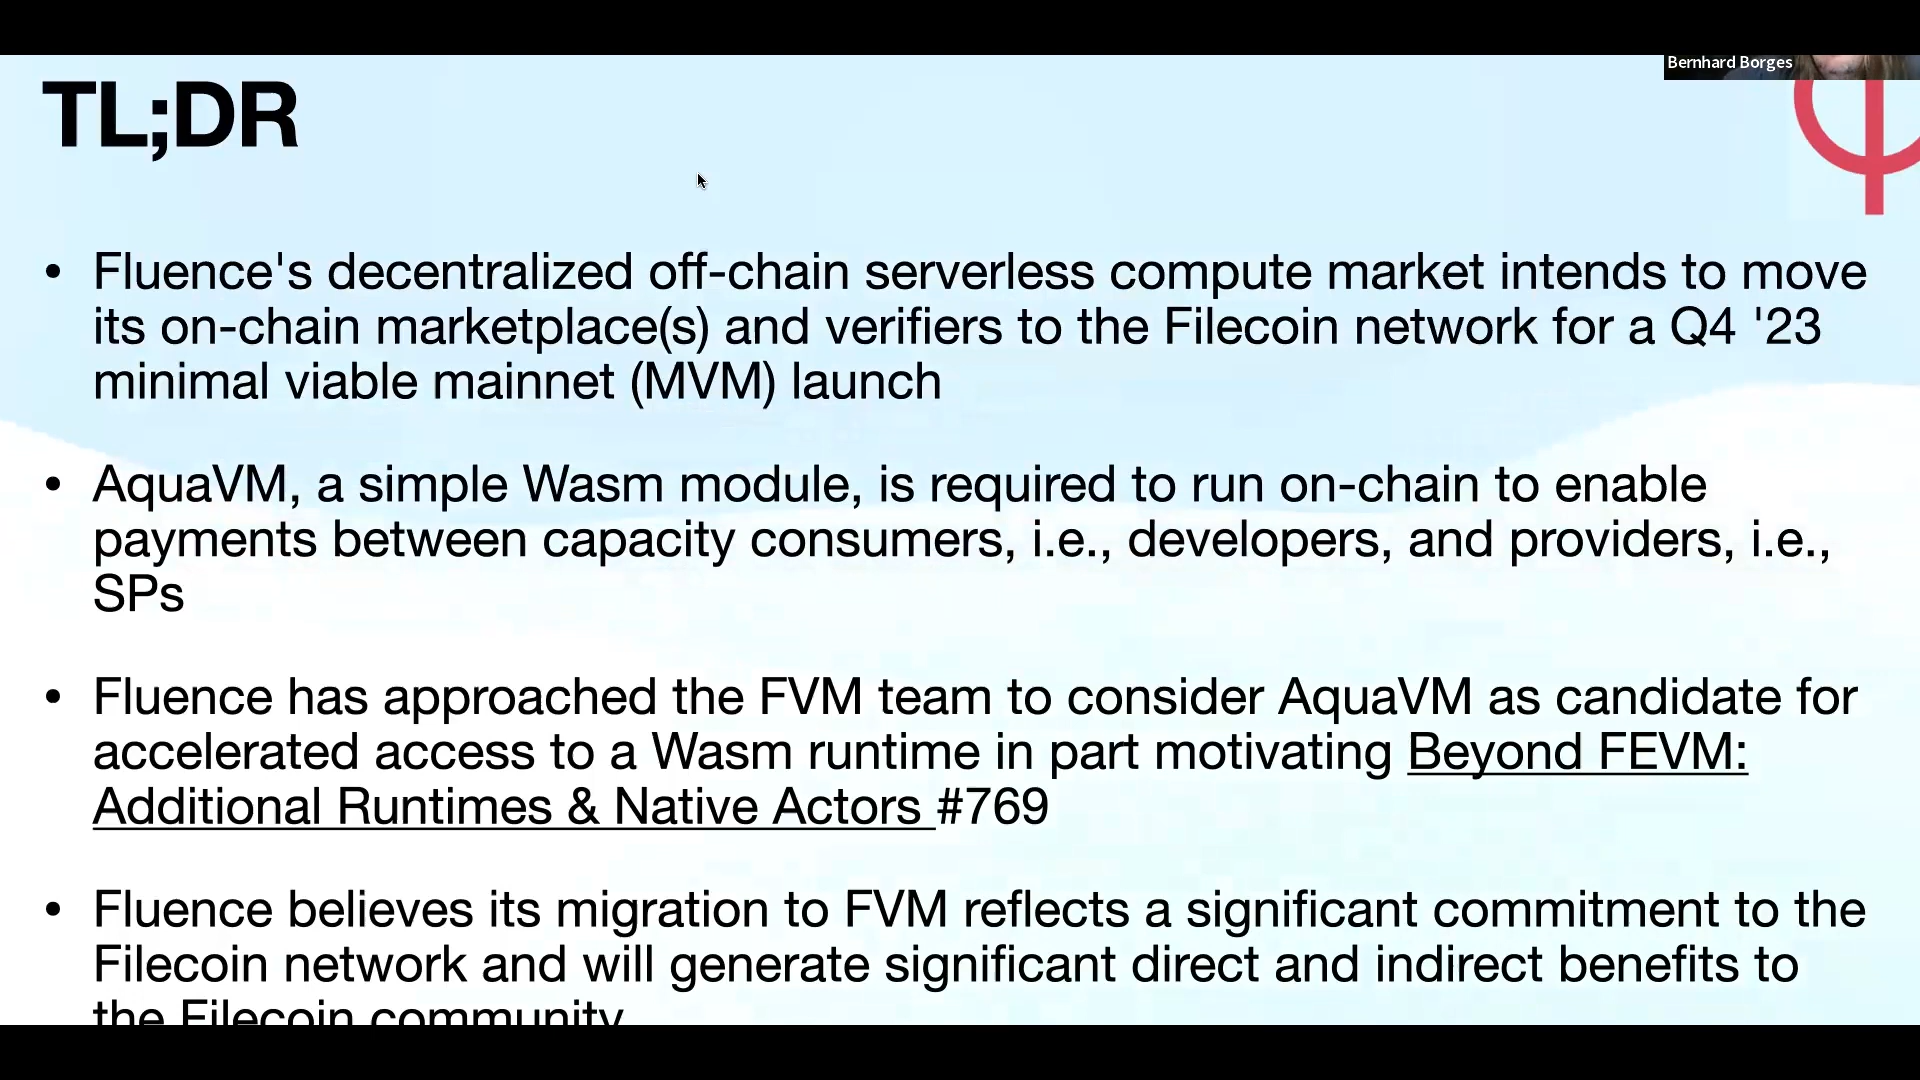 Bernhard Borges
TL;DR
• Fluence's decentralized off-chain serverless compute market intends to move
its on-chain marketplace(s) and verifiers to the Filecoin network for a Q4 '23
minimal viable mainnet (MVM) launch
• AquaVM, a simple Wasm module, is required to run on-chain to enable
payments between capacity consumers, i.e., developers, and providers, i.e.,
SPs
• Fluence has approached the FVM team to consider AquaVM as candidate for
accelerated access to a Wasm runtime in part motivating Beyond FEVM:
Additional Runtimes & Native Actors #769
• Fluence believes its migration to FVM reflects a significant commitment to the
Filecoin network and will generate significant direct and indirect benefits to
the Filecoin community